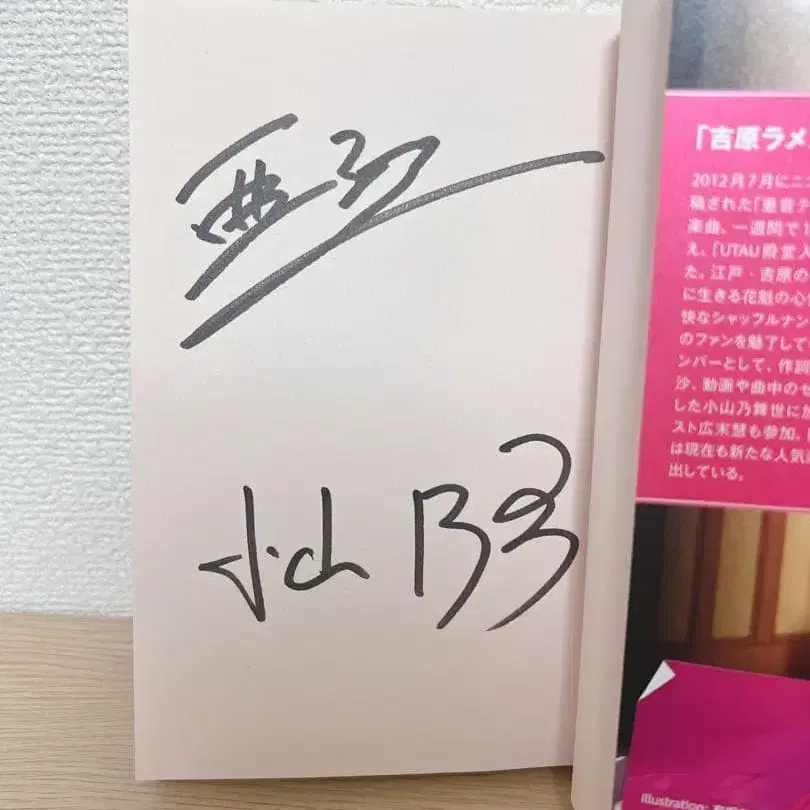 亜
小山乃
「吉原ラメ
2012月7月にニコ
稿された「重音テ
楽曲、一週間で1
え、「UTAU殿堂入
た。江戸・吉原の
に生きる花魁の心
快なシャッフルナン
のファンを魅了して
ンバーとして、作詞
沙、動画や曲中のセ
した小山乃舞世に
スト広末慧も参加。
は現在も新たな人気
出している。
illustration: